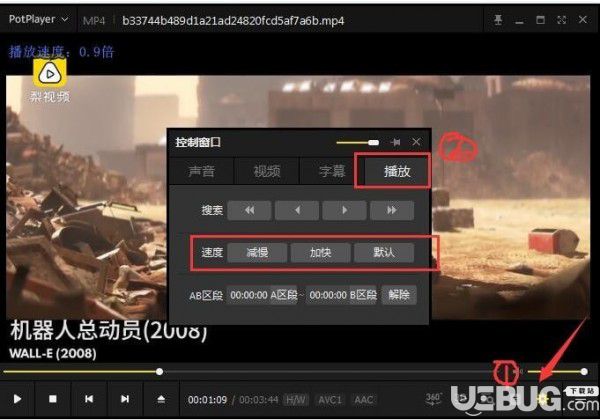 PotPlayer MP4 b33744b489d1a21ad24820fcd5af7a6b.mp4
播放速度: 0.9倍
梨视频
控制窗口
声音 视频 字幕 播放
搜索
速度 减慢 加快 默认
AB区段 00:00:00 A区段 ~ 00:00:00 B区段 解除
机器人总动员(2008)
WALL-E (2008)
00:01:09 / 00:03:44 H/W AVC1 AAC 360°
UEBUG.com
下载站